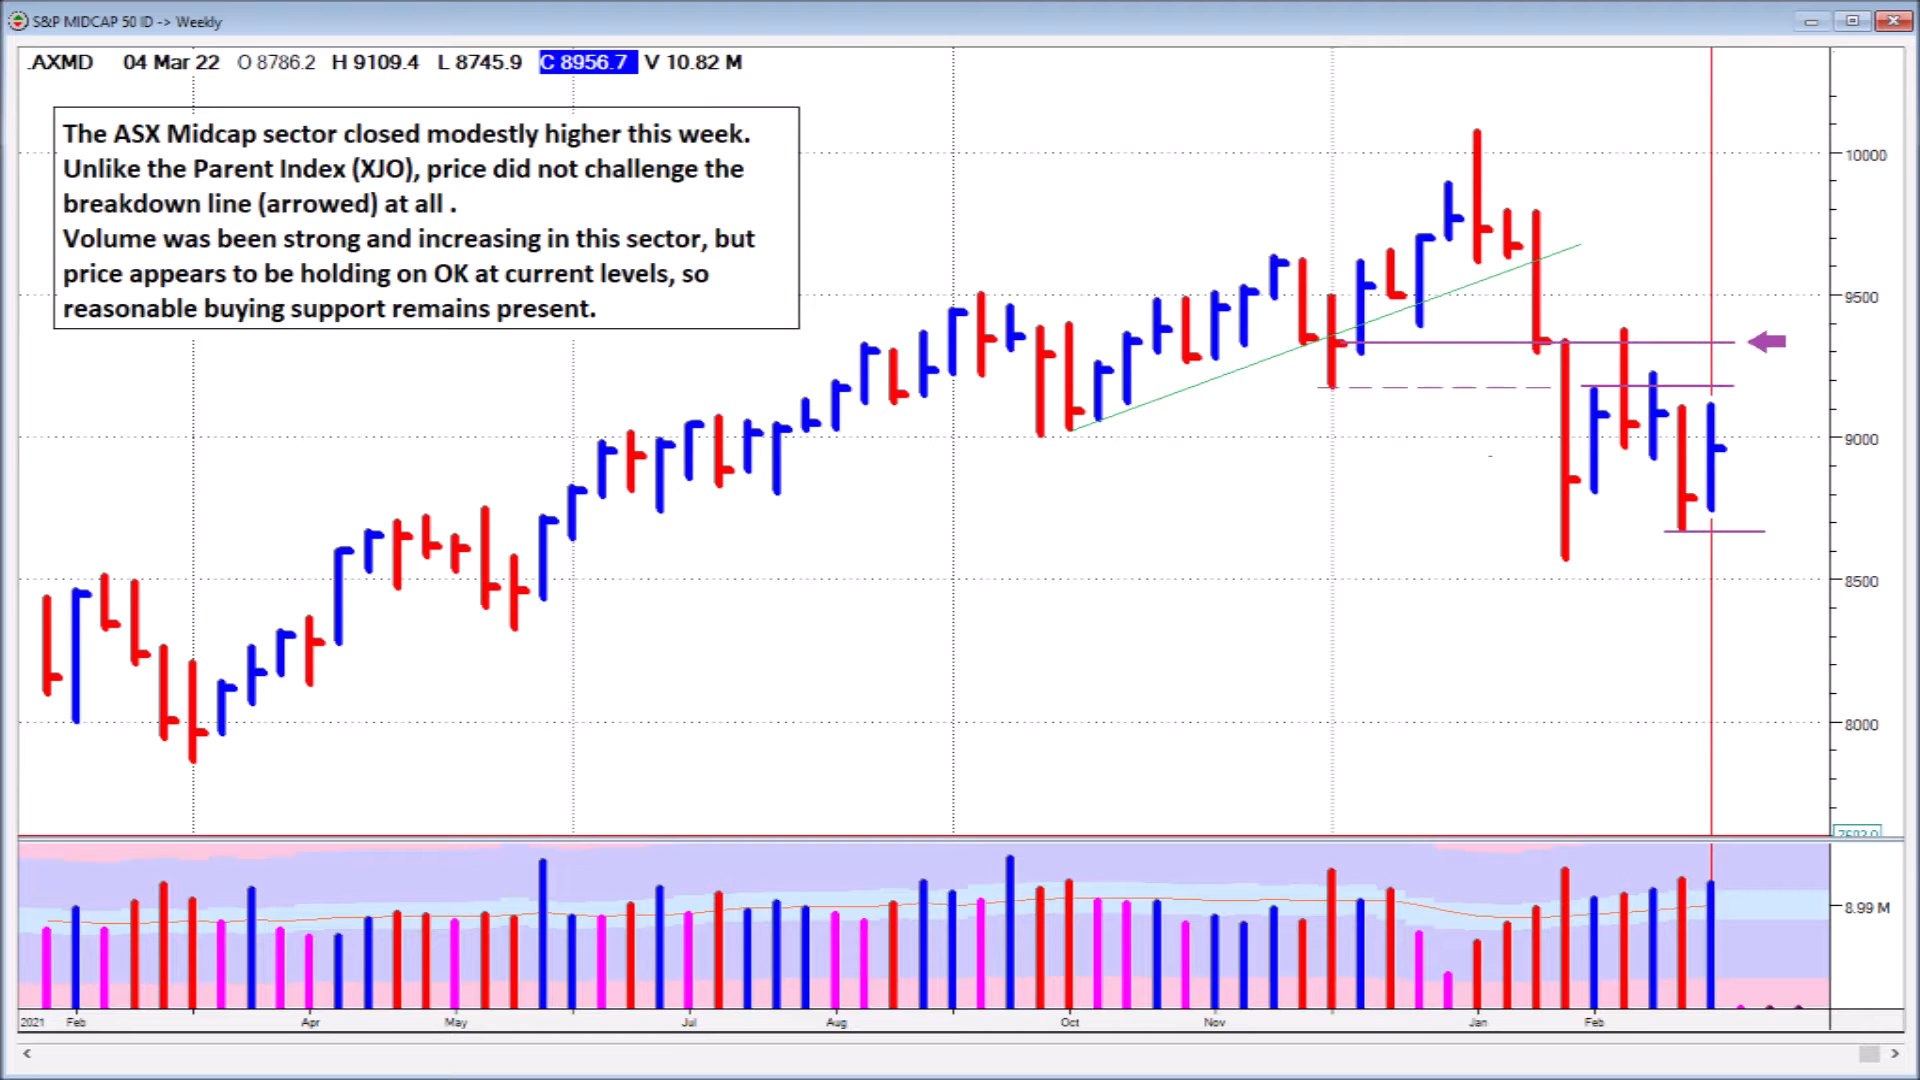 S&P MIDCAP 50 ID -> Weekly
.AXMD 04 Mar 22 O 8786.2 H 9109.4 L 8745.9 C 8956.7 V 10.82 M
The ASX Midcap sector closed modestly higher this week.
Unlike the Parent Index (XJO), price did not challenge the
breakdown line (arrowed) at all .
Volume was been strong and increasing in this sector, but
price appears to be holding on OK at current levels, so
reasonable buying support remains present.
10000
9500
9000
8500
8000
8.99 M
2021 Feb Apr May Jul Aug Oct Nov Jan Feb